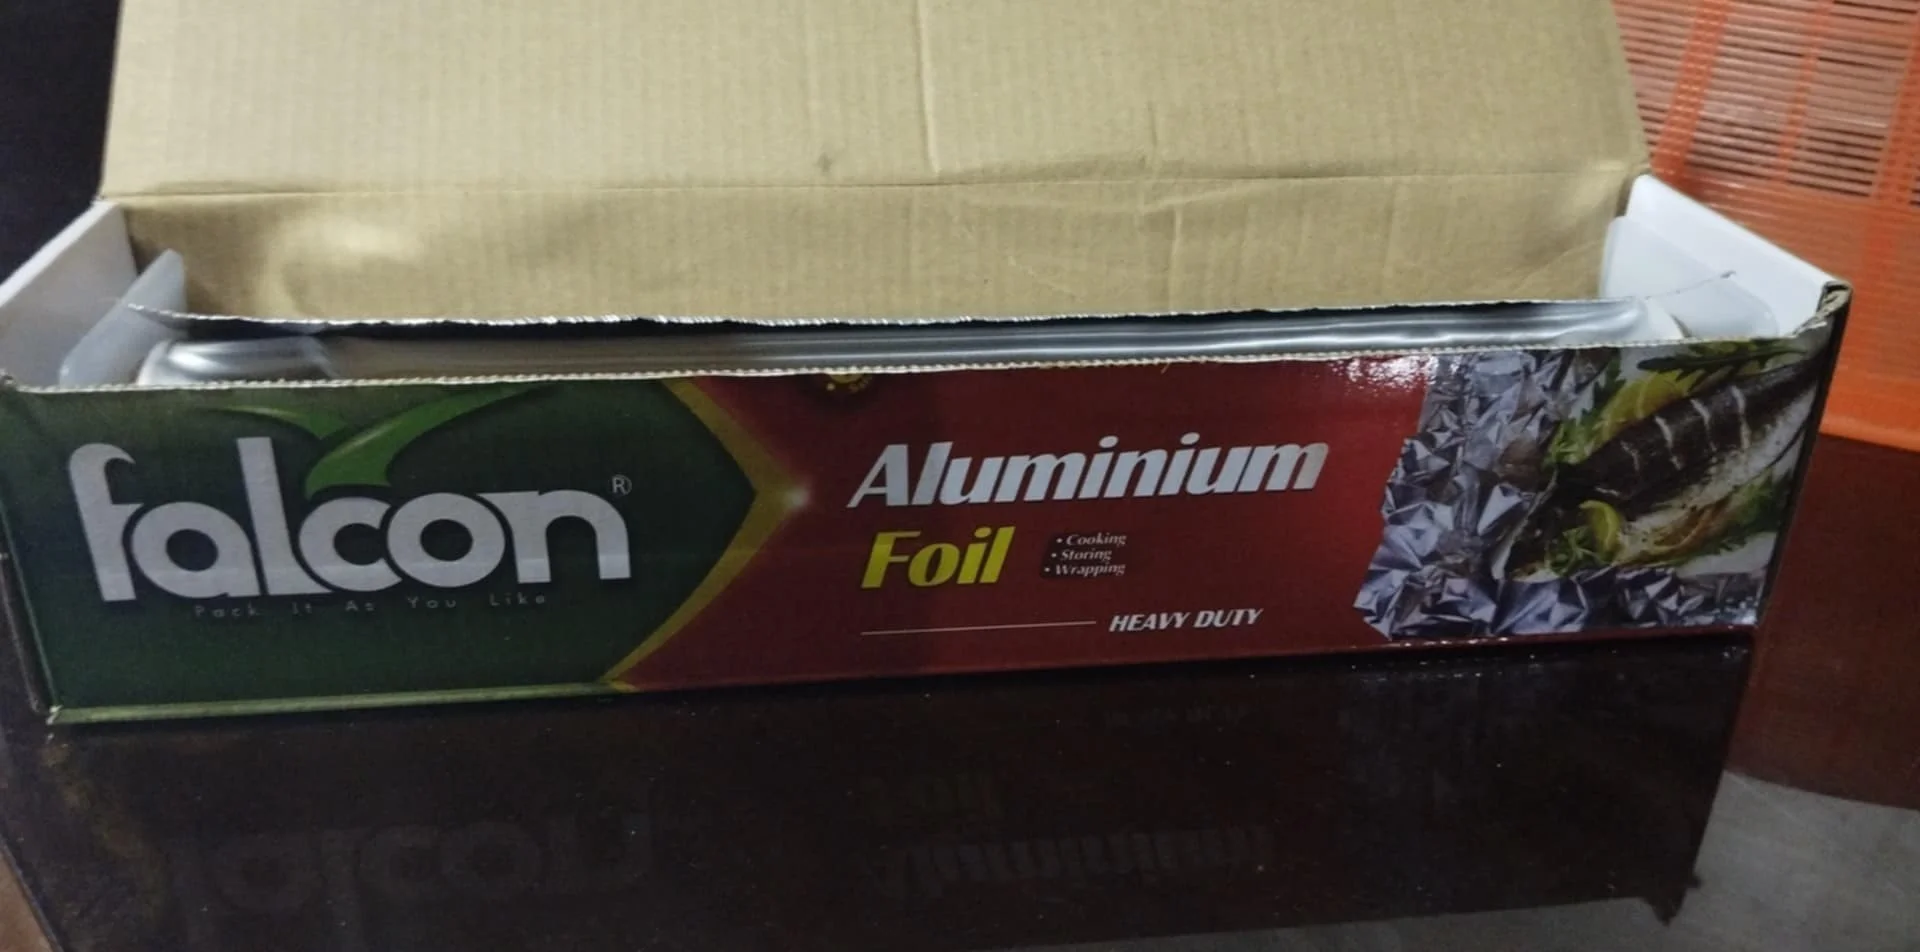 falcon®
Pack It As You Like
Aluminium
Foil
• Cooking
• Storing
• Wrapping
HEAVY DUTY